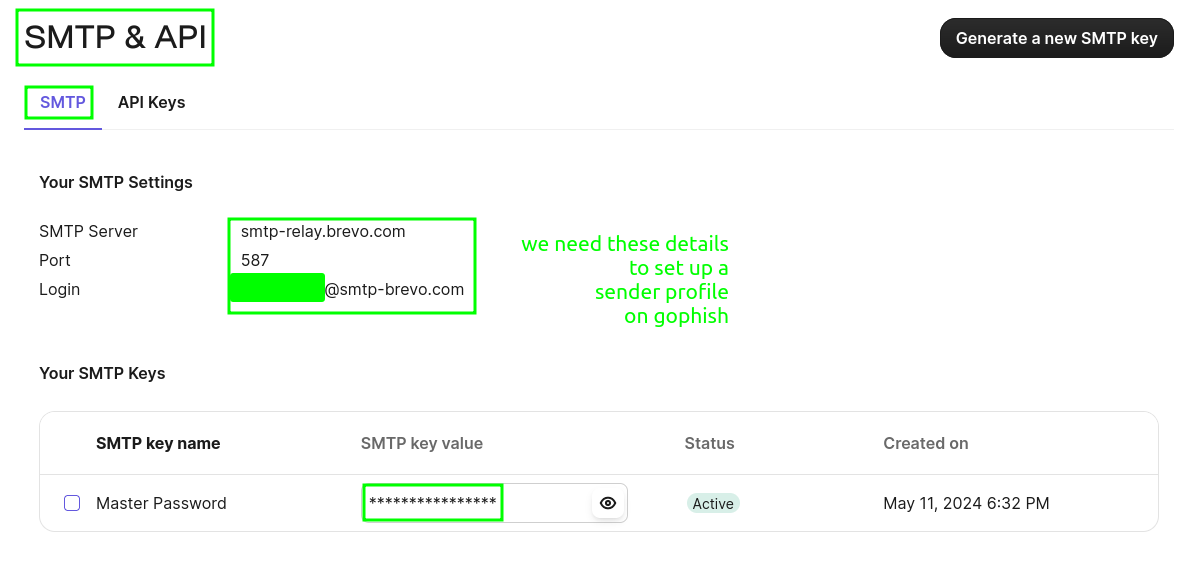 SMTP & API
Generate a new SMTP key
SMTP API Keys
Your SMTP Settings
SMTP Server smtp-relay.brevo.com
Port 587
Login @smtp-brevo.com
we need these details
to set up a
sender profile
on gophish
Your SMTP Keys
SMTP key name SMTP key value Status Created on
Master Password **************** Active May 11, 2024 6:32 PM